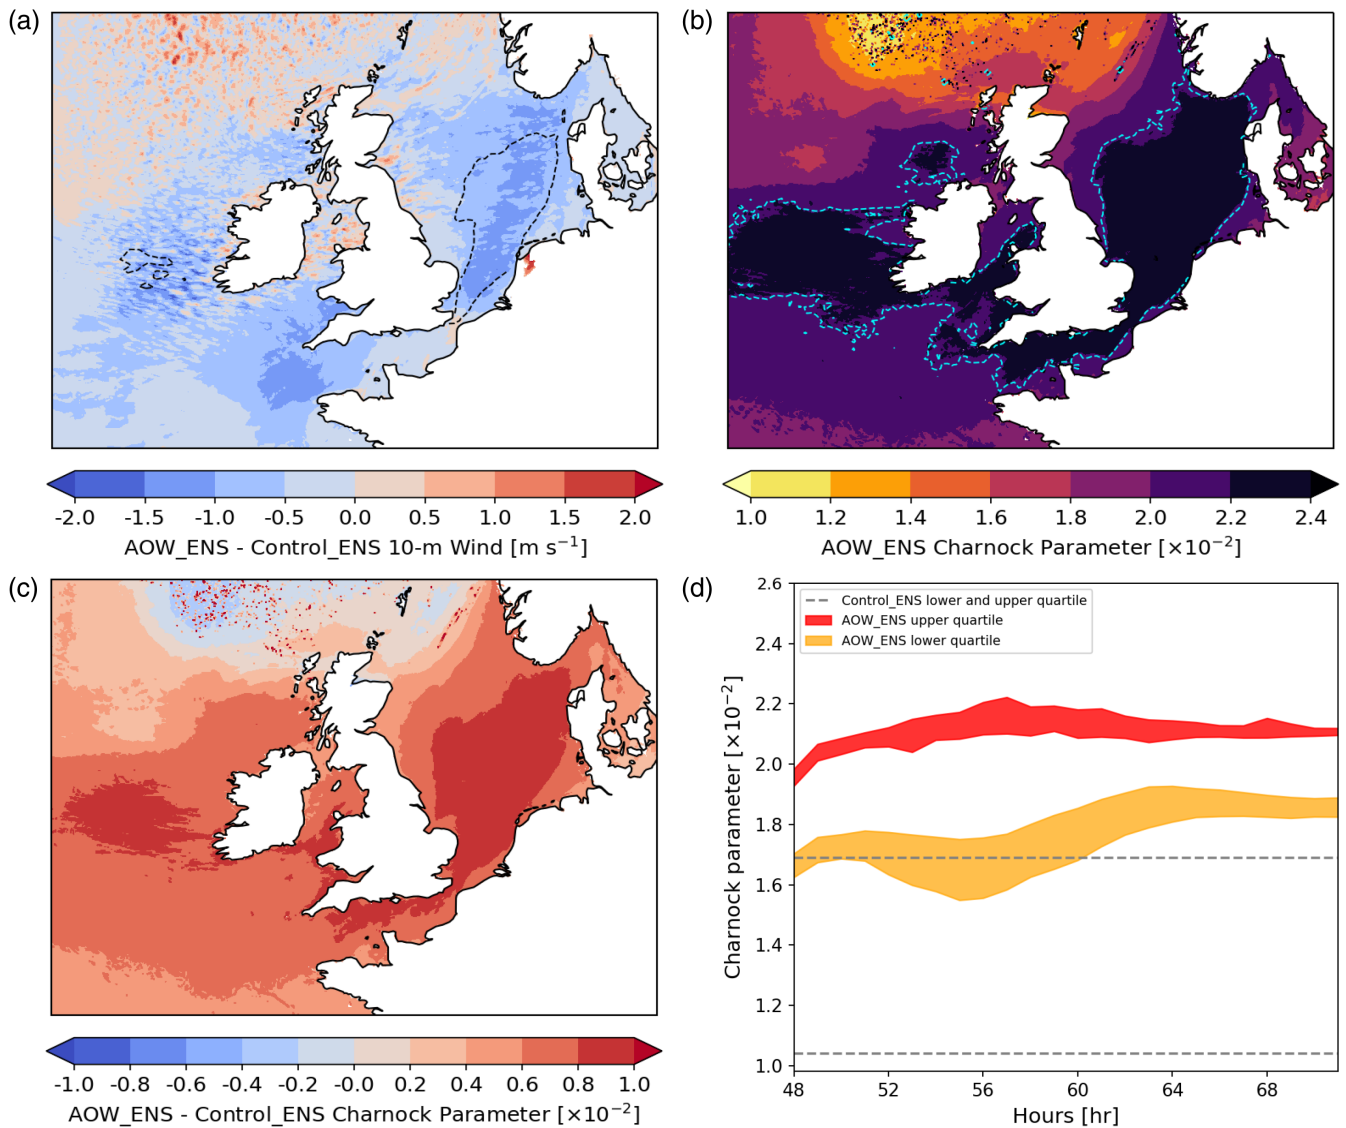 (a)
(b)
-2.0 -1.5 -1.0 -0.5 0.0 0.5 1.0 1.5 2.0
AOW_ENS - Control_ENS 10-m Wind [m s⁻¹]
1.0 1.2 1.4 1.6 1.8 2.0 2.2 2.4
AOW_ENS Charnock Parameter [×10⁻²]
(c)
-1.0 -0.8 -0.6 -0.4 -0.2 -0.0 0.2 0.4 0.6 0.8 1.0
AOW_ENS - Control_ENS Charnock Parameter [×10⁻²]
(d)
Control_ENS lower and upper quartile
AOW_ENS upper quartile
AOW_ENS lower quartile
2.6
2.4
2.2
2.0
1.8
1.6
1.4
1.2
1.0
Charnock parameter [×10⁻²]
48 52 56 60 64 68
Hours [hr]